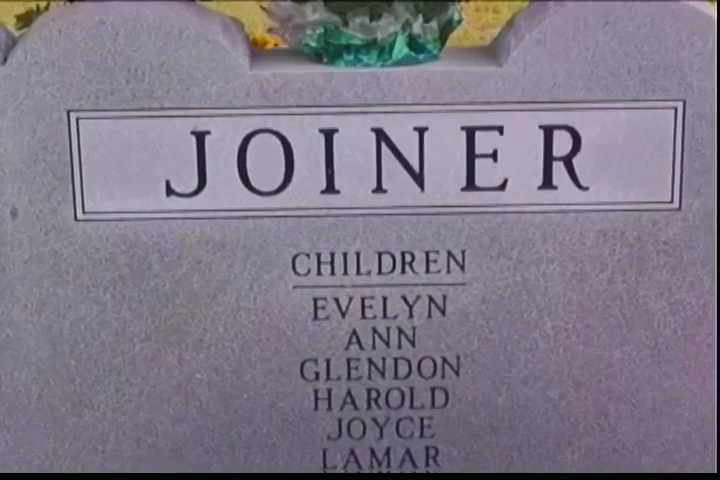 JOINER
CHILDREN
EVELYN
ANN
GLENDON
HAROLD
JOYCE
LAMAR